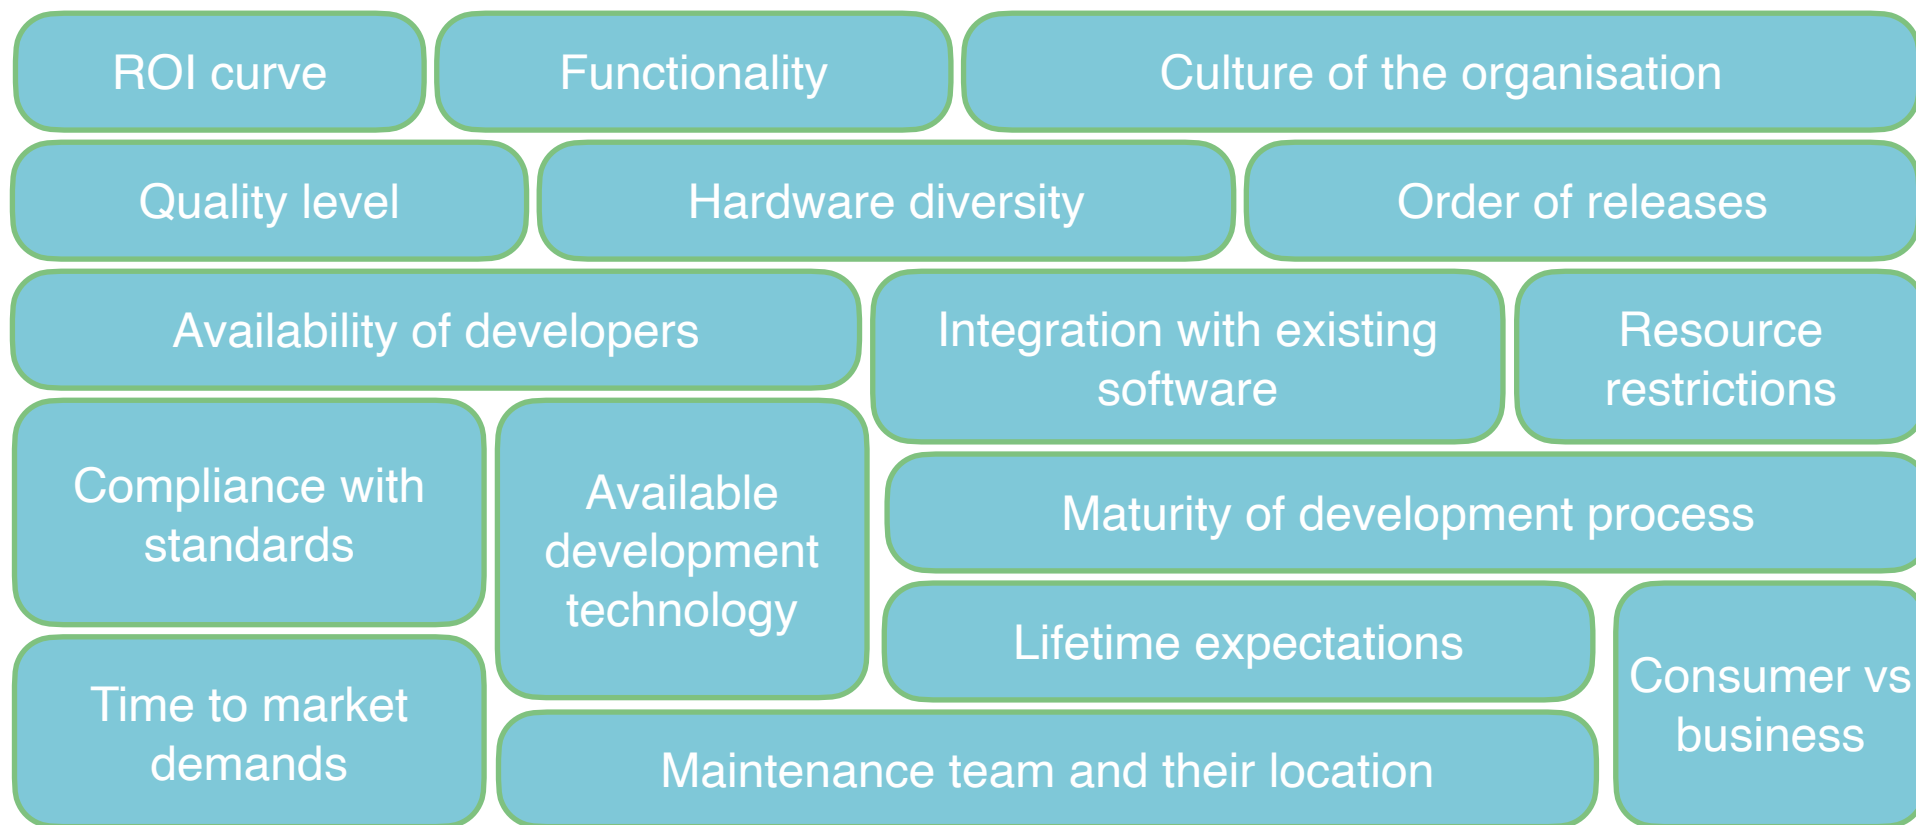 ROI curve
Functionality
Culture of the organisation
Quality level
Hardware diversity
Order of releases
Availability of developers
Integration with existing
software
Resource
restrictions
Compliance with
standards
Available
development
technology
Maturity of development process
Lifetime expectations
Consumer vs
business
Time to market
demands
Maintenance team and their location